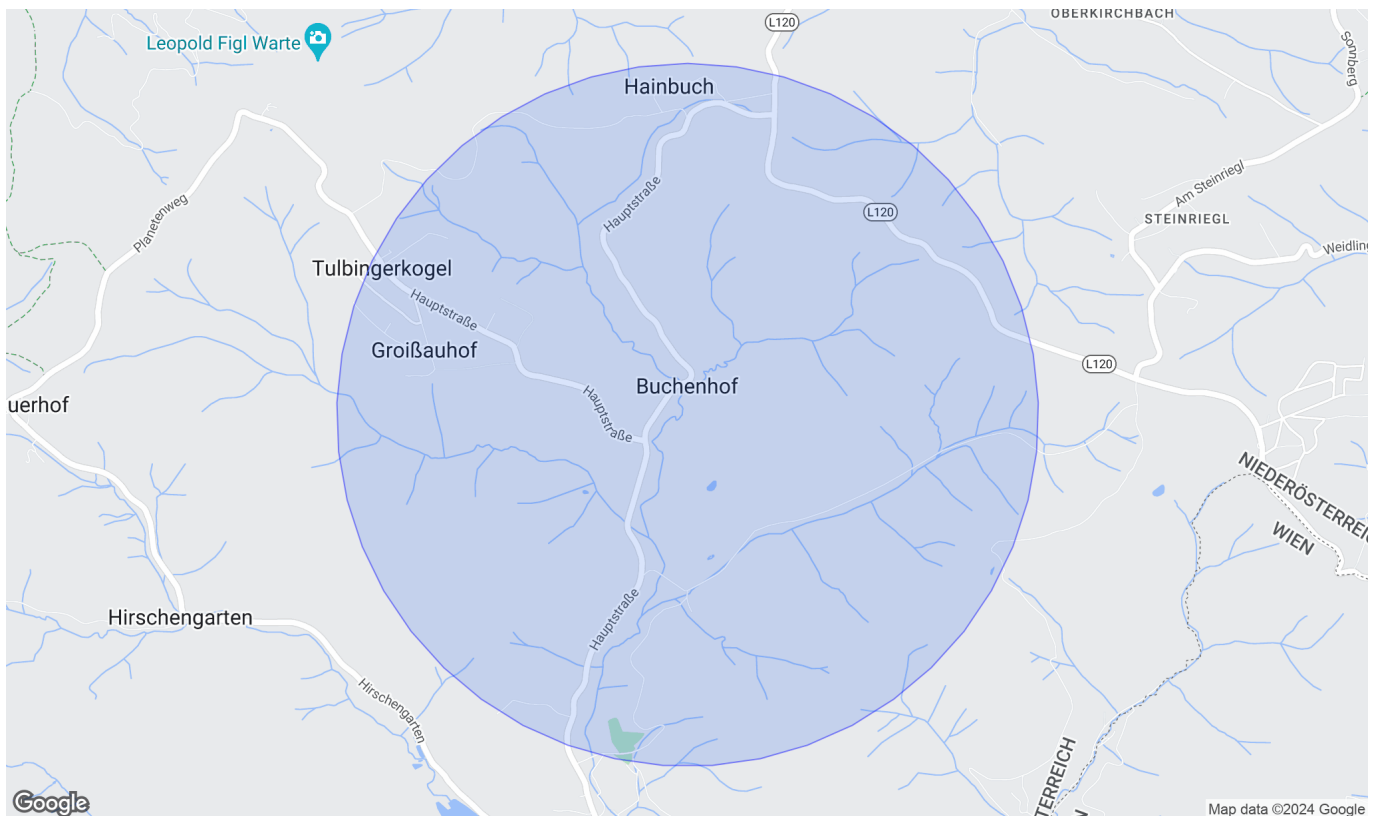 OBERKIRCHBACH
L120
Leopold Figl Warte
Sonnberg
Hainbuch
Planetenweg
Hauptstraße
Am Steinriegl
L120
STEINRIEGL
Weidling
Tulbingerkogel
Hauptstraße
Groißauhof
L120
Buchenhof
uerhof
Hauptstraße
NIEDERÖSTERREIC
WIEN
Hirschengarten
Hauptstraße
Hirschengarten
TERREICH
N
Google
Map data ©2024 Google